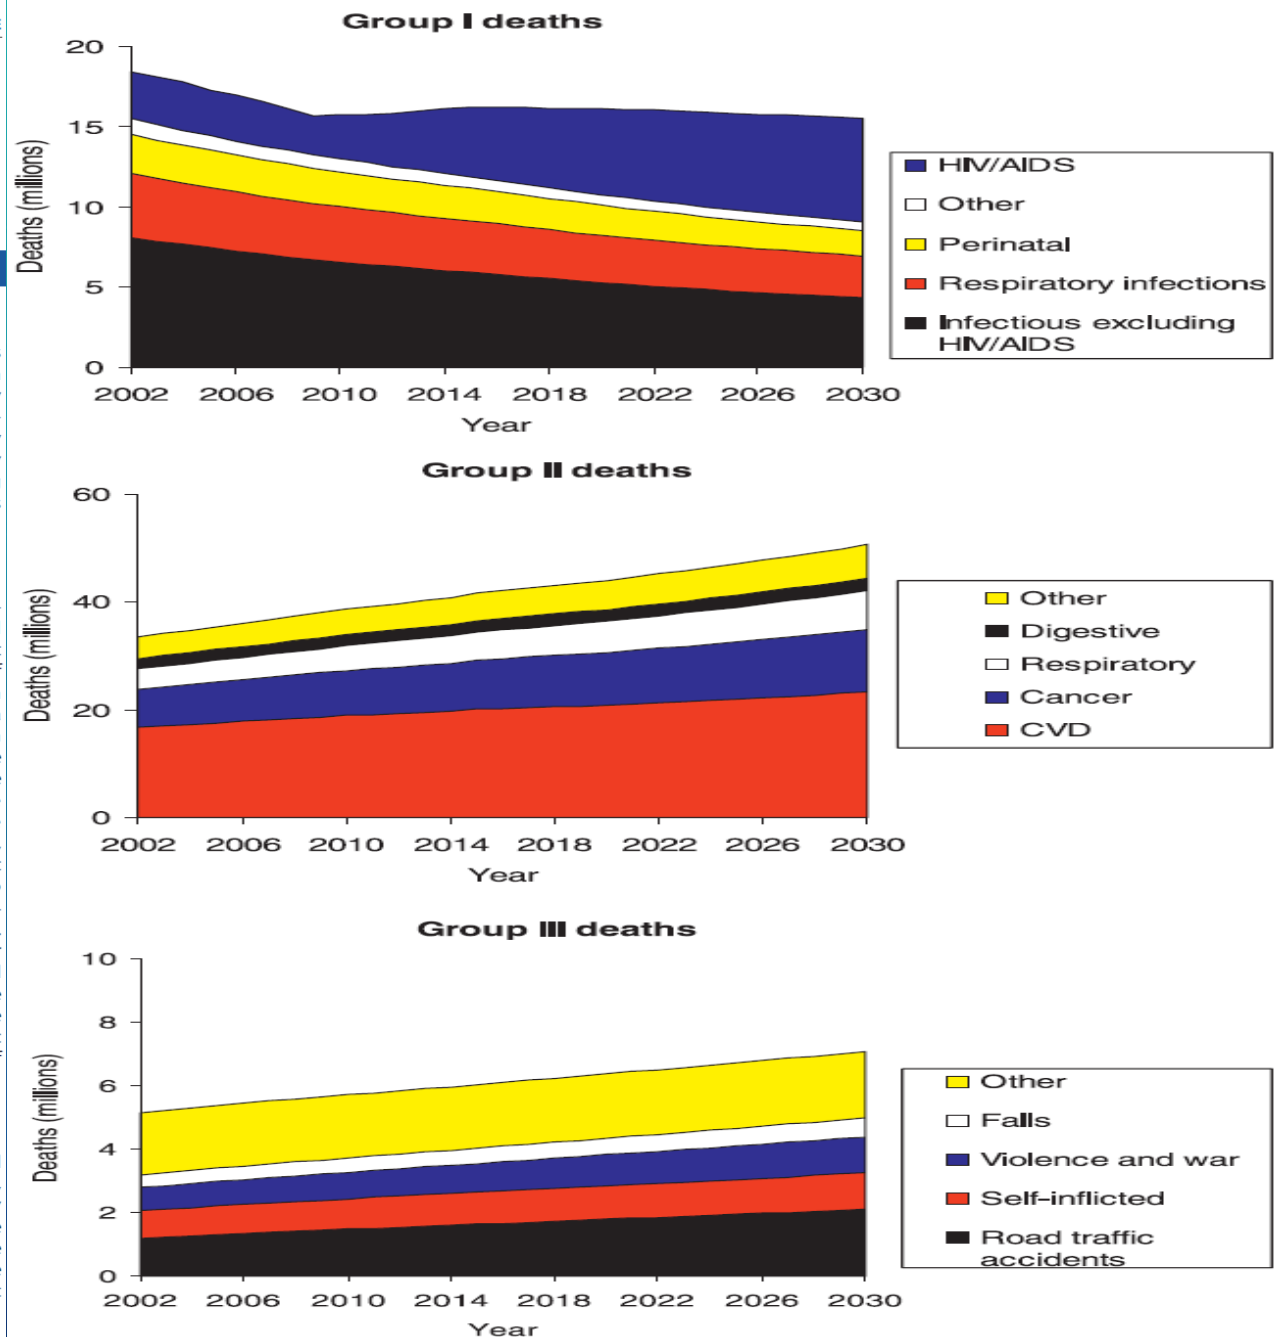 Group I deaths
20
15
10
5
0
Deaths (millions)
2002 2006 2010 2014 2018 2022 2026 2030
Year
HIV/AIDS
Other
Perinatal
Respiratory infections
Infectious excluding
HIV/AIDS
Group II deaths
60
40
20
0
Deaths (millions)
2002 2006 2010 2014 2018 2022 2026 2030
Year
Other
Digestive
Respiratory
Cancer
CVD
Group III deaths
10
8
6
4
2
0
Deaths (millions)
2002 2006 2010 2014 2018 2022 2026 2030
Year
Other
Falls
Violence and war
Self-inflicted
Road traffic
accidents